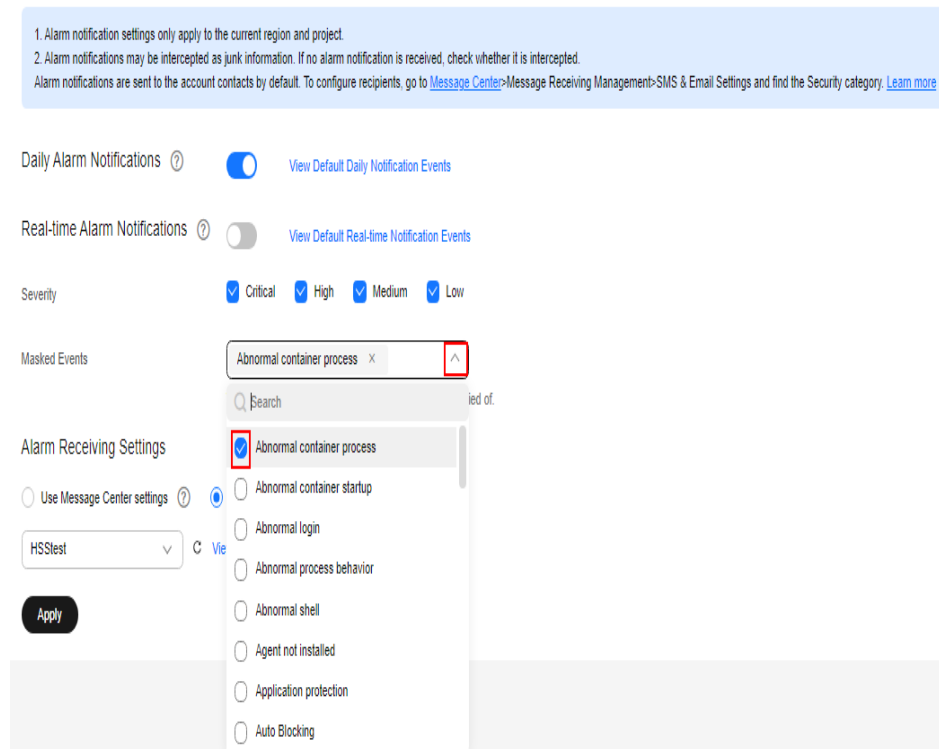 1. Alarm notification settings only apply to the current region and project.
2. Alarm notifications may be intercepted as junk information. If no alarm notification is received, check whether it is intercepted.
Alarm notifications are sent to the account contacts by default. To configure recipients, go to Message Center>Message Receiving Management>SMS & Email Settings and find the Security category. Learn more
Daily Alarm Notifications ? View Default Daily Notification Events
Real-time Alarm Notifications ? View Default Real-time Notification Events
Severity Critical High Medium Low
Masked Events Abnormal container process ×
Search
ied of.
Alarm Receiving Settings
Abnormal container process
Abnormal container startup
Use Message Center settings ?
Abnormal login
HSStest Vie
Abnormal process behavior
Abnormal shell
Apply
Agent not installed
Application protection
Auto Blocking